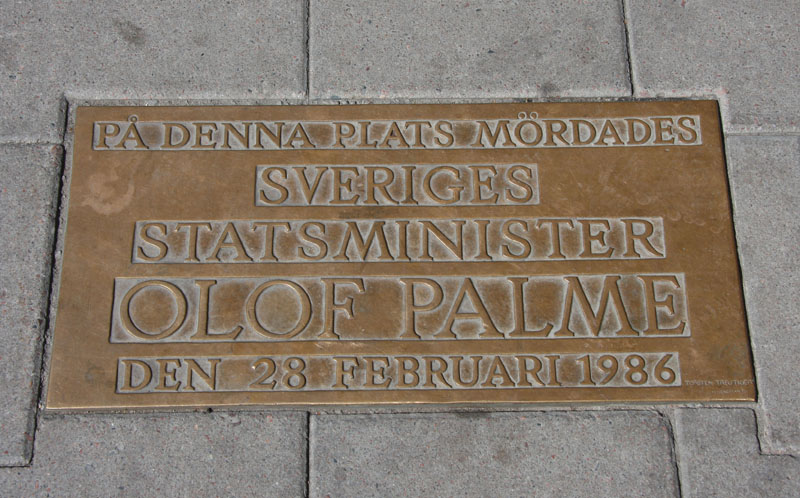 PÅ DENNA PLATS MÖRDADES
SVERIGES
STATSMINISTER
OLOF PALME
DEN 28 FEBRUARI 1986